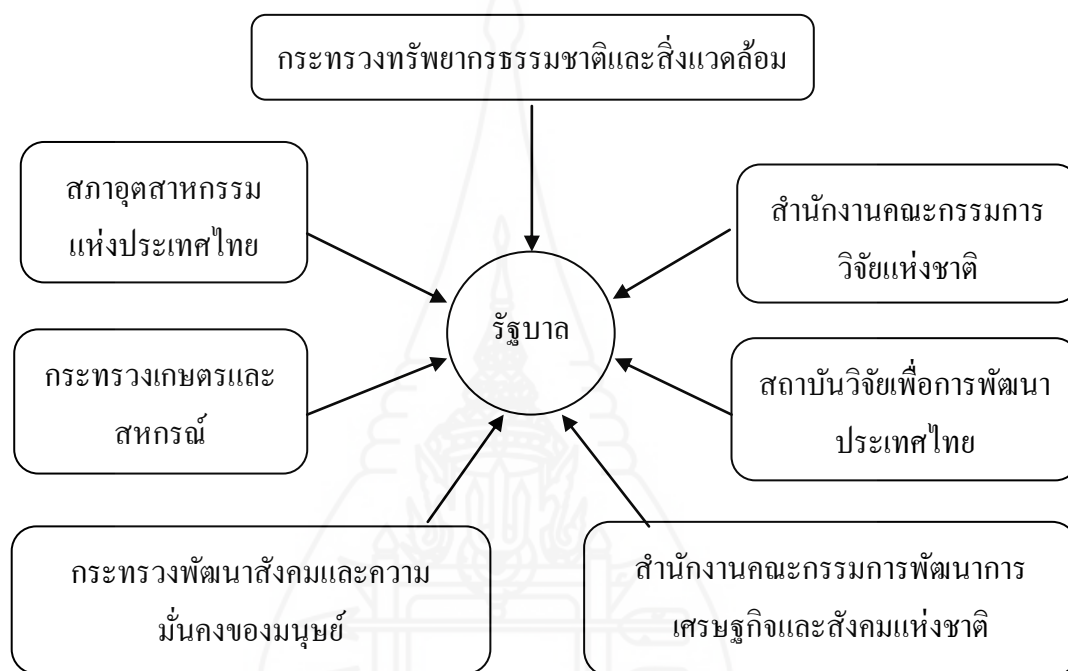 กระทรวงทรัพยากรธรรมชาติและสิ่งแวดล้อม
สภาอุตสาหกรรม
แห่งประเทศไทย
สำนักงานคณะกรรมการ
วิจัยแห่งชาติ
รัฐบาล
กระทรวงเกษตรและ
สหกรณ์
สถาบันวิจัยเพื่อการพัฒนา
ประเทศไทย
กระทรวงพัฒนาสังคมและความ
มั่นคงของมนุษย์
สำนักงานคณะกรรมการพัฒนาการ
เศรษฐกิจและสังคมแห่งชาติ